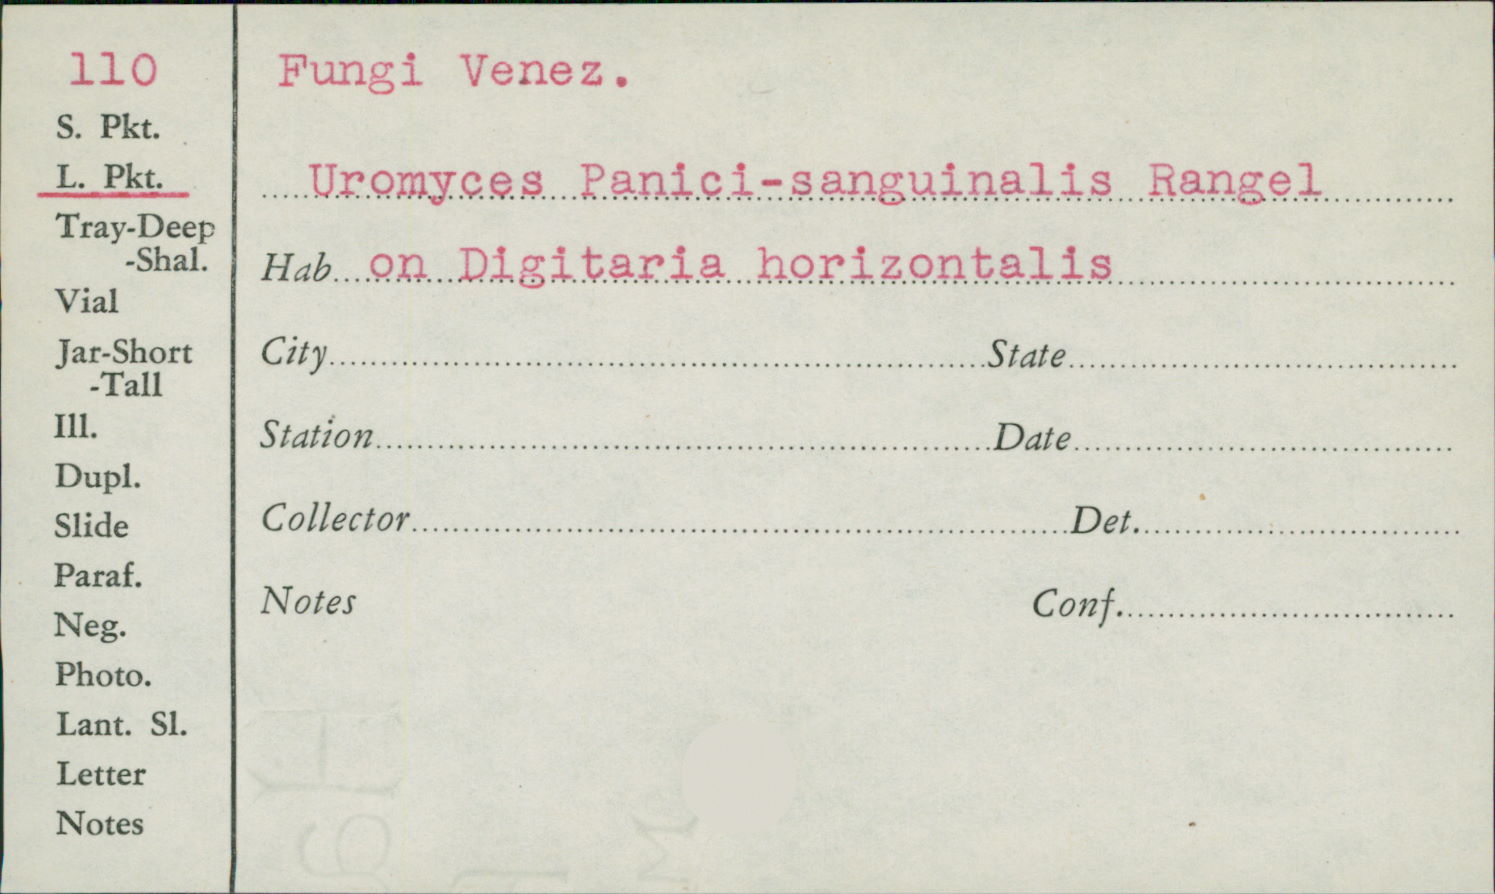 110
S. Pkt.
L. Pkt.
Tray-Deep
-Shal.
Vial
Jar-Short
-Tall
Ill.
Dupl.
Slide
Paraf.
Neg.
Photo.
Lant. Sl.
Letter
Notes
Fungi Venez.
Uromyces Panici-sanguinalis Rangel
Hab. on Digitaria horizontalis
City State
Station Date
Collector Det.
Notes Conf.